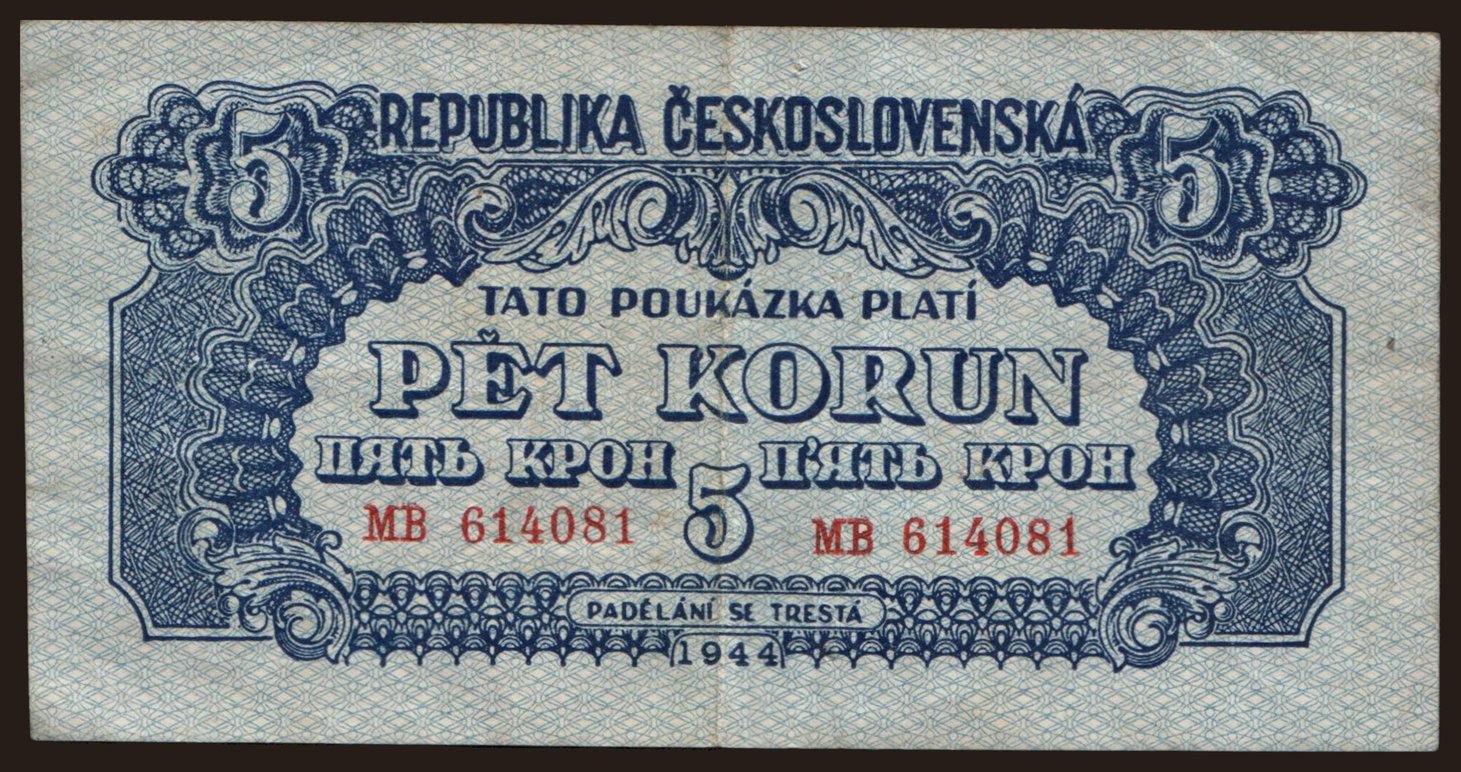 5 REPUBLIKA ČESKOSLOVENSKÁ 5
TATO POUKÁZKA PLATÍ
PĚT KORUN
ПЯТЬ КРОН П'ЯТЬ КРОН
5
MB 614081 MB 614081
PADĚLÁNÍ SE TRESTÁ
1944